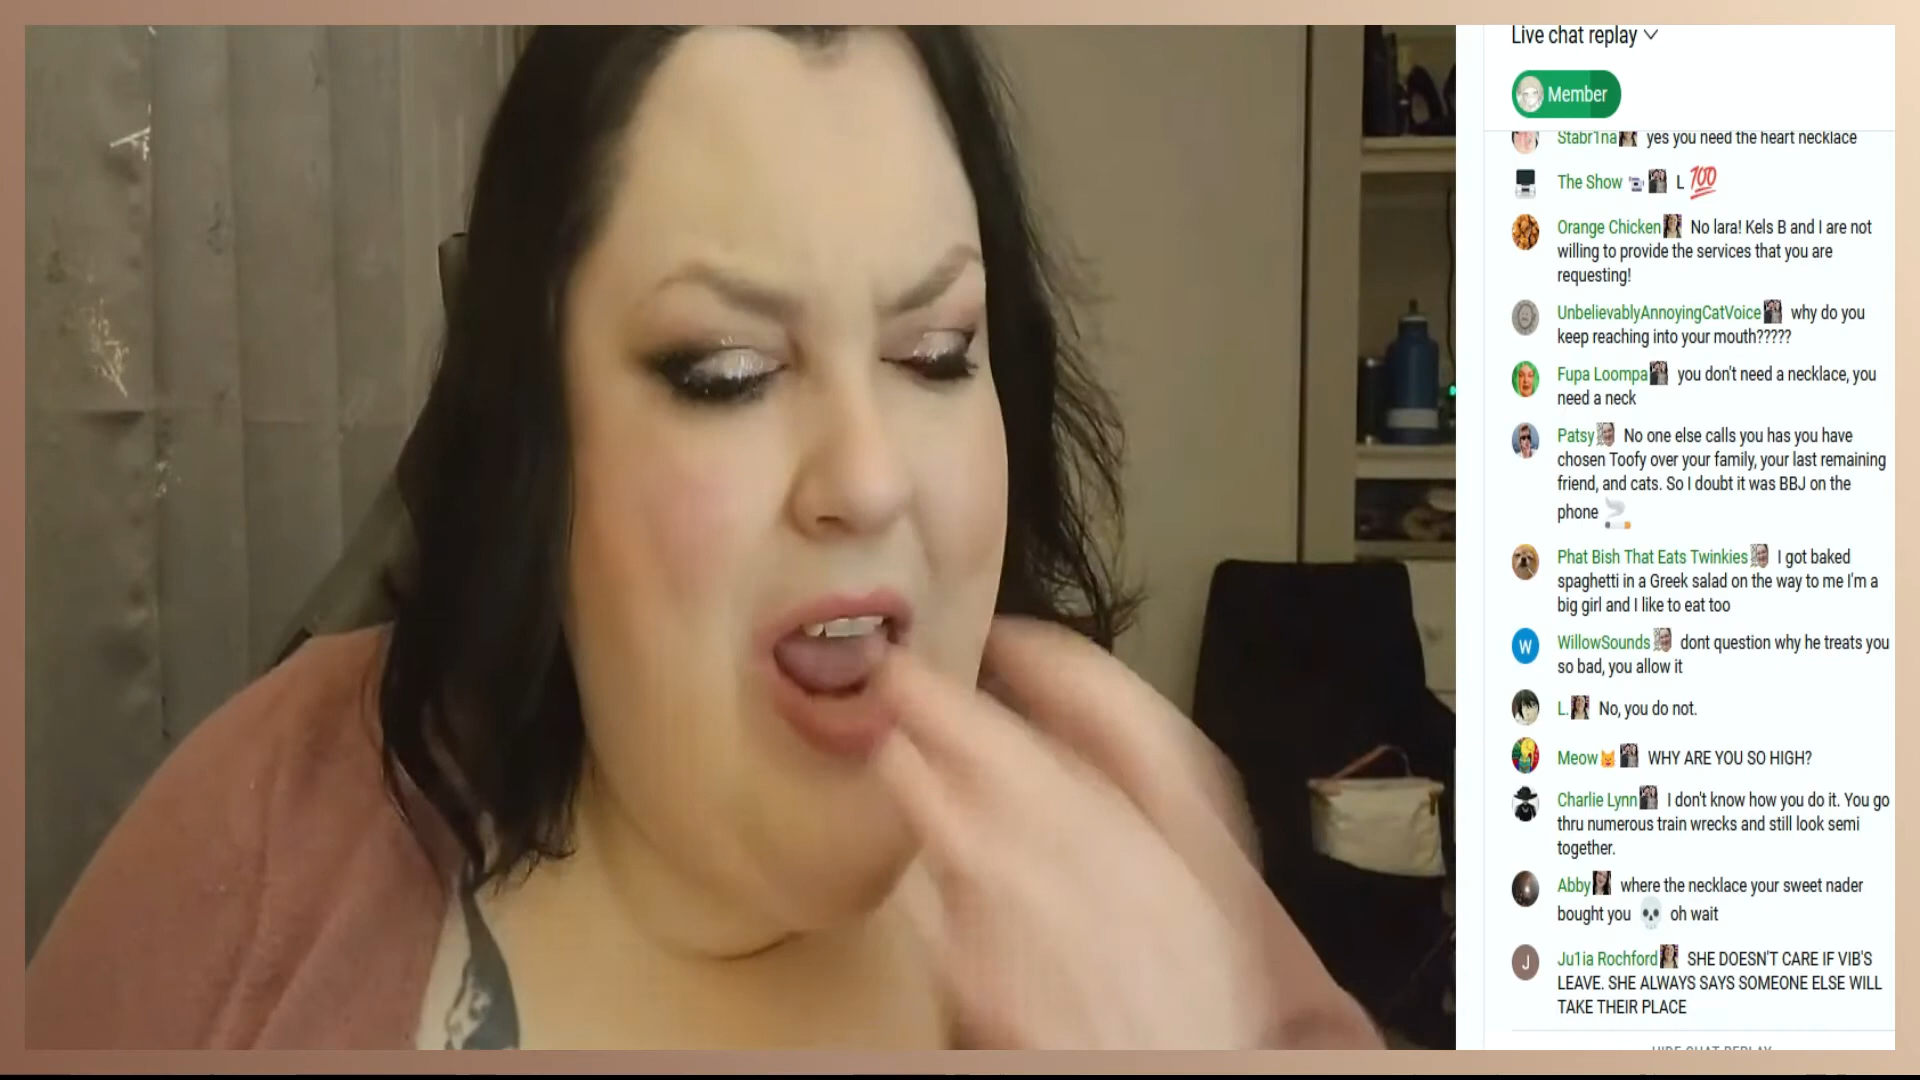 Live chat replay
Member
Stabr1na yes you need the heart necklace
The Show L 100
Orange Chicken No lara! Kels B and I are not
willing to provide the services that you are
requesting!
UnbelievablyAnnoyingCatVoice why do you
keep reaching into your mouth?????
Fupa Loompa you don't need a necklace, you
need a neck
Patsy No one else calls you has you have
chosen Toofy over your family, your last remaining
friend, and cats. So I doubt it was BBJ on the
phone
Phat Bish That Eats Twinkies I got baked
spaghetti in a Greek salad on the way to me I'm a
big girl and I like to eat too
W
WillowSounds dont question why he treats you
so bad, you allow it
L. No, you do not.
Meow WHY ARE YOU SO HIGH?
Charlie Lynn I don't know how you do it. You go
thru numerous train wrecks and still look semi
together.
Abby where the necklace your sweet nader
bought you oh wait
J
Ju1ia Rochford SHE DOESN'T CARE IF VIB'S
LEAVE. SHE ALWAYS SAYS SOMEONE ELSE WILL
TAKE THEIR PLACE
HIDE CHAT REPLAY